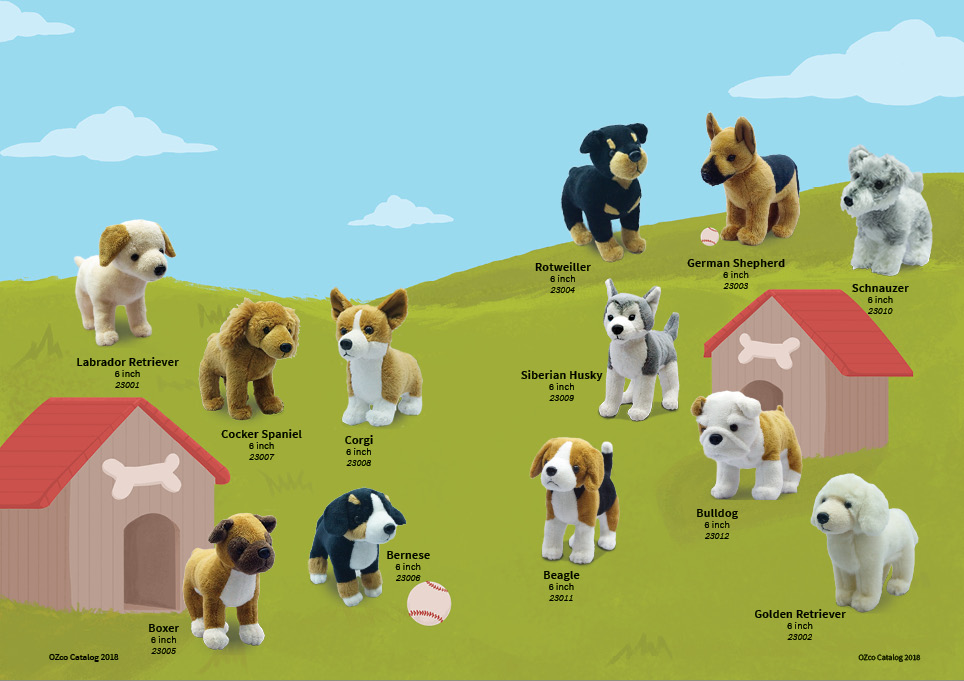 Labrador Retriever
6 inch
23001
Cocker Spaniel
6 inch
23007
Corgi
6 inch
23008
Boxer
6 inch
23005
Bernese
6 inch
23006
OZco Catalog 2018
Rotweiller
6 inch
23004
German Shepherd
6 inch
23003
Schnauzer
6 inch
23010
Siberian Husky
6 inch
23009
Bulldog
6 inch
23012
Beagle
6 inch
23011
Golden Retriever
6 inch
23002
OZco Catalog 2018